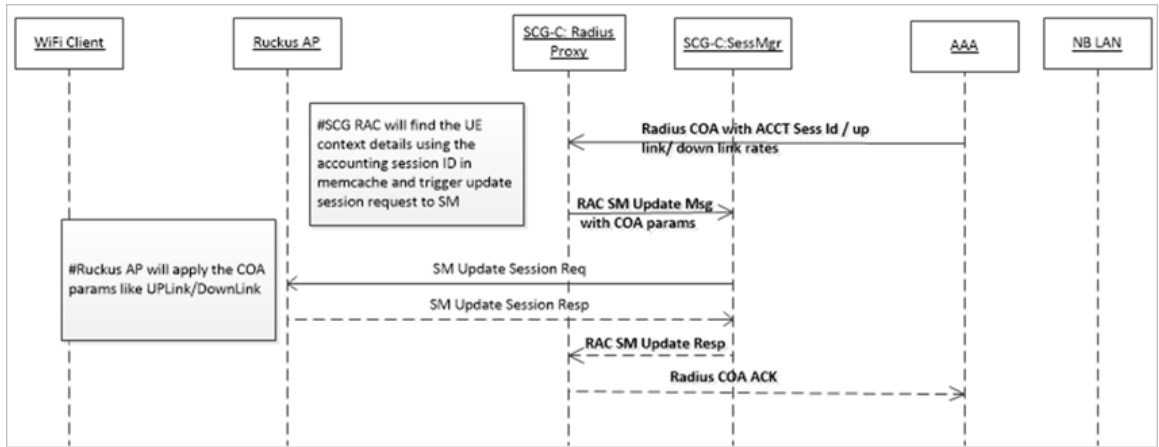 WiFi Client
Ruckus AP
SCG-C: Radius
Proxy
SCG-C:SessMgr
AAA
NB LAN
#SCG RAC will find the UE
context details using the
accounting session ID in
memcache and trigger update
session request to SM
Radius COA with ACCT Sess Id / up
link/ down link rates
RAC SM Update Msg
with COA params
#Ruckus AP will apply the COA
params like UPLink/DownLink
SM Update Session Req
SM Update Session Resp
RAC SM Update Resp
Radius COA ACK